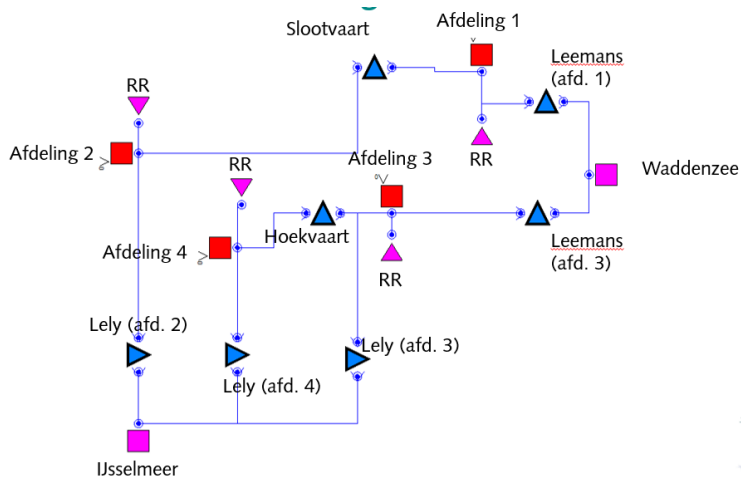 Afdeling 1
Slootvaart
Leemans
(afd. 1)
RR
Afdeling 2
RR
Afdeling 3
RR
Waddenzee
Hoekvaart
Afdeling 4
Leemans
(afd. 3)
RR
Lely (afd. 2)
Lely (afd. 3)
Lely (afd. 4)
IJsselmeer